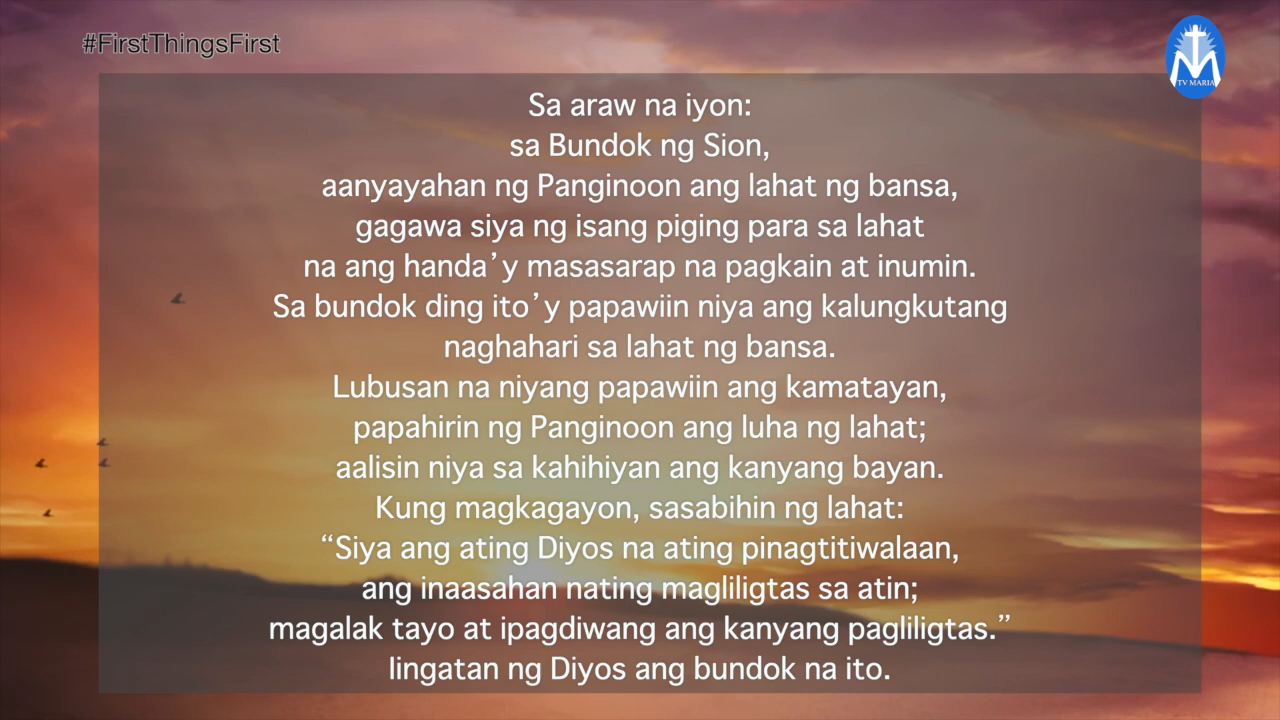 #FirstThingsFirst
TV MARIA
Sa araw na iyon:
sa Bundok ng Sion,
aanyayahan ng Panginoon ang lahat ng bansa,
gagawa siya ng isang piging para sa lahat
na ang handa’y masasarap na pagkain at inumin.
Sa bundok ding ito’y papawiin niya ang kalungkutang
naghahari sa lahat ng bansa.
Lubusan na niyang papawiin ang kamatayan,
papahirin ng Panginoon ang luha ng lahat;
aalisin niya sa kahihiyan ang kanyang bayan.
Kung magkagayon, sasabihin ng lahat:
“Siya ang ating Diyos na ating pinagtitiwalaan,
ang inaasahan nating magliligtas sa atin;
magalak tayo at ipagdiwang ang kanyang pagliligtas.”
Iingatan ng Diyos ang bundok na ito.